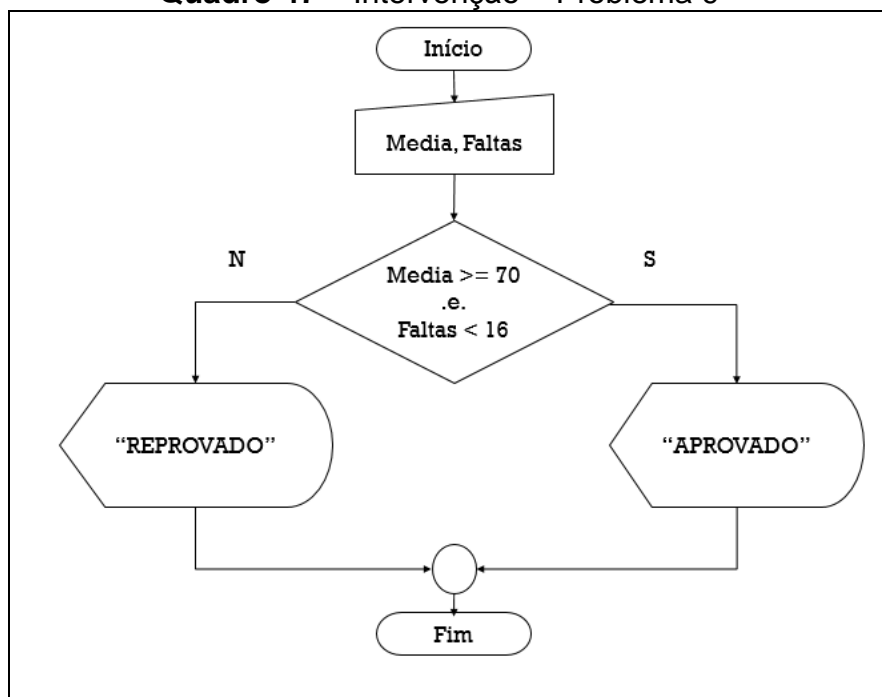 Início
Media, Faltas
N
S
Media >= 70
.e.
Faltas < 16
“REPROVADO”
“APROVADO”
Fim